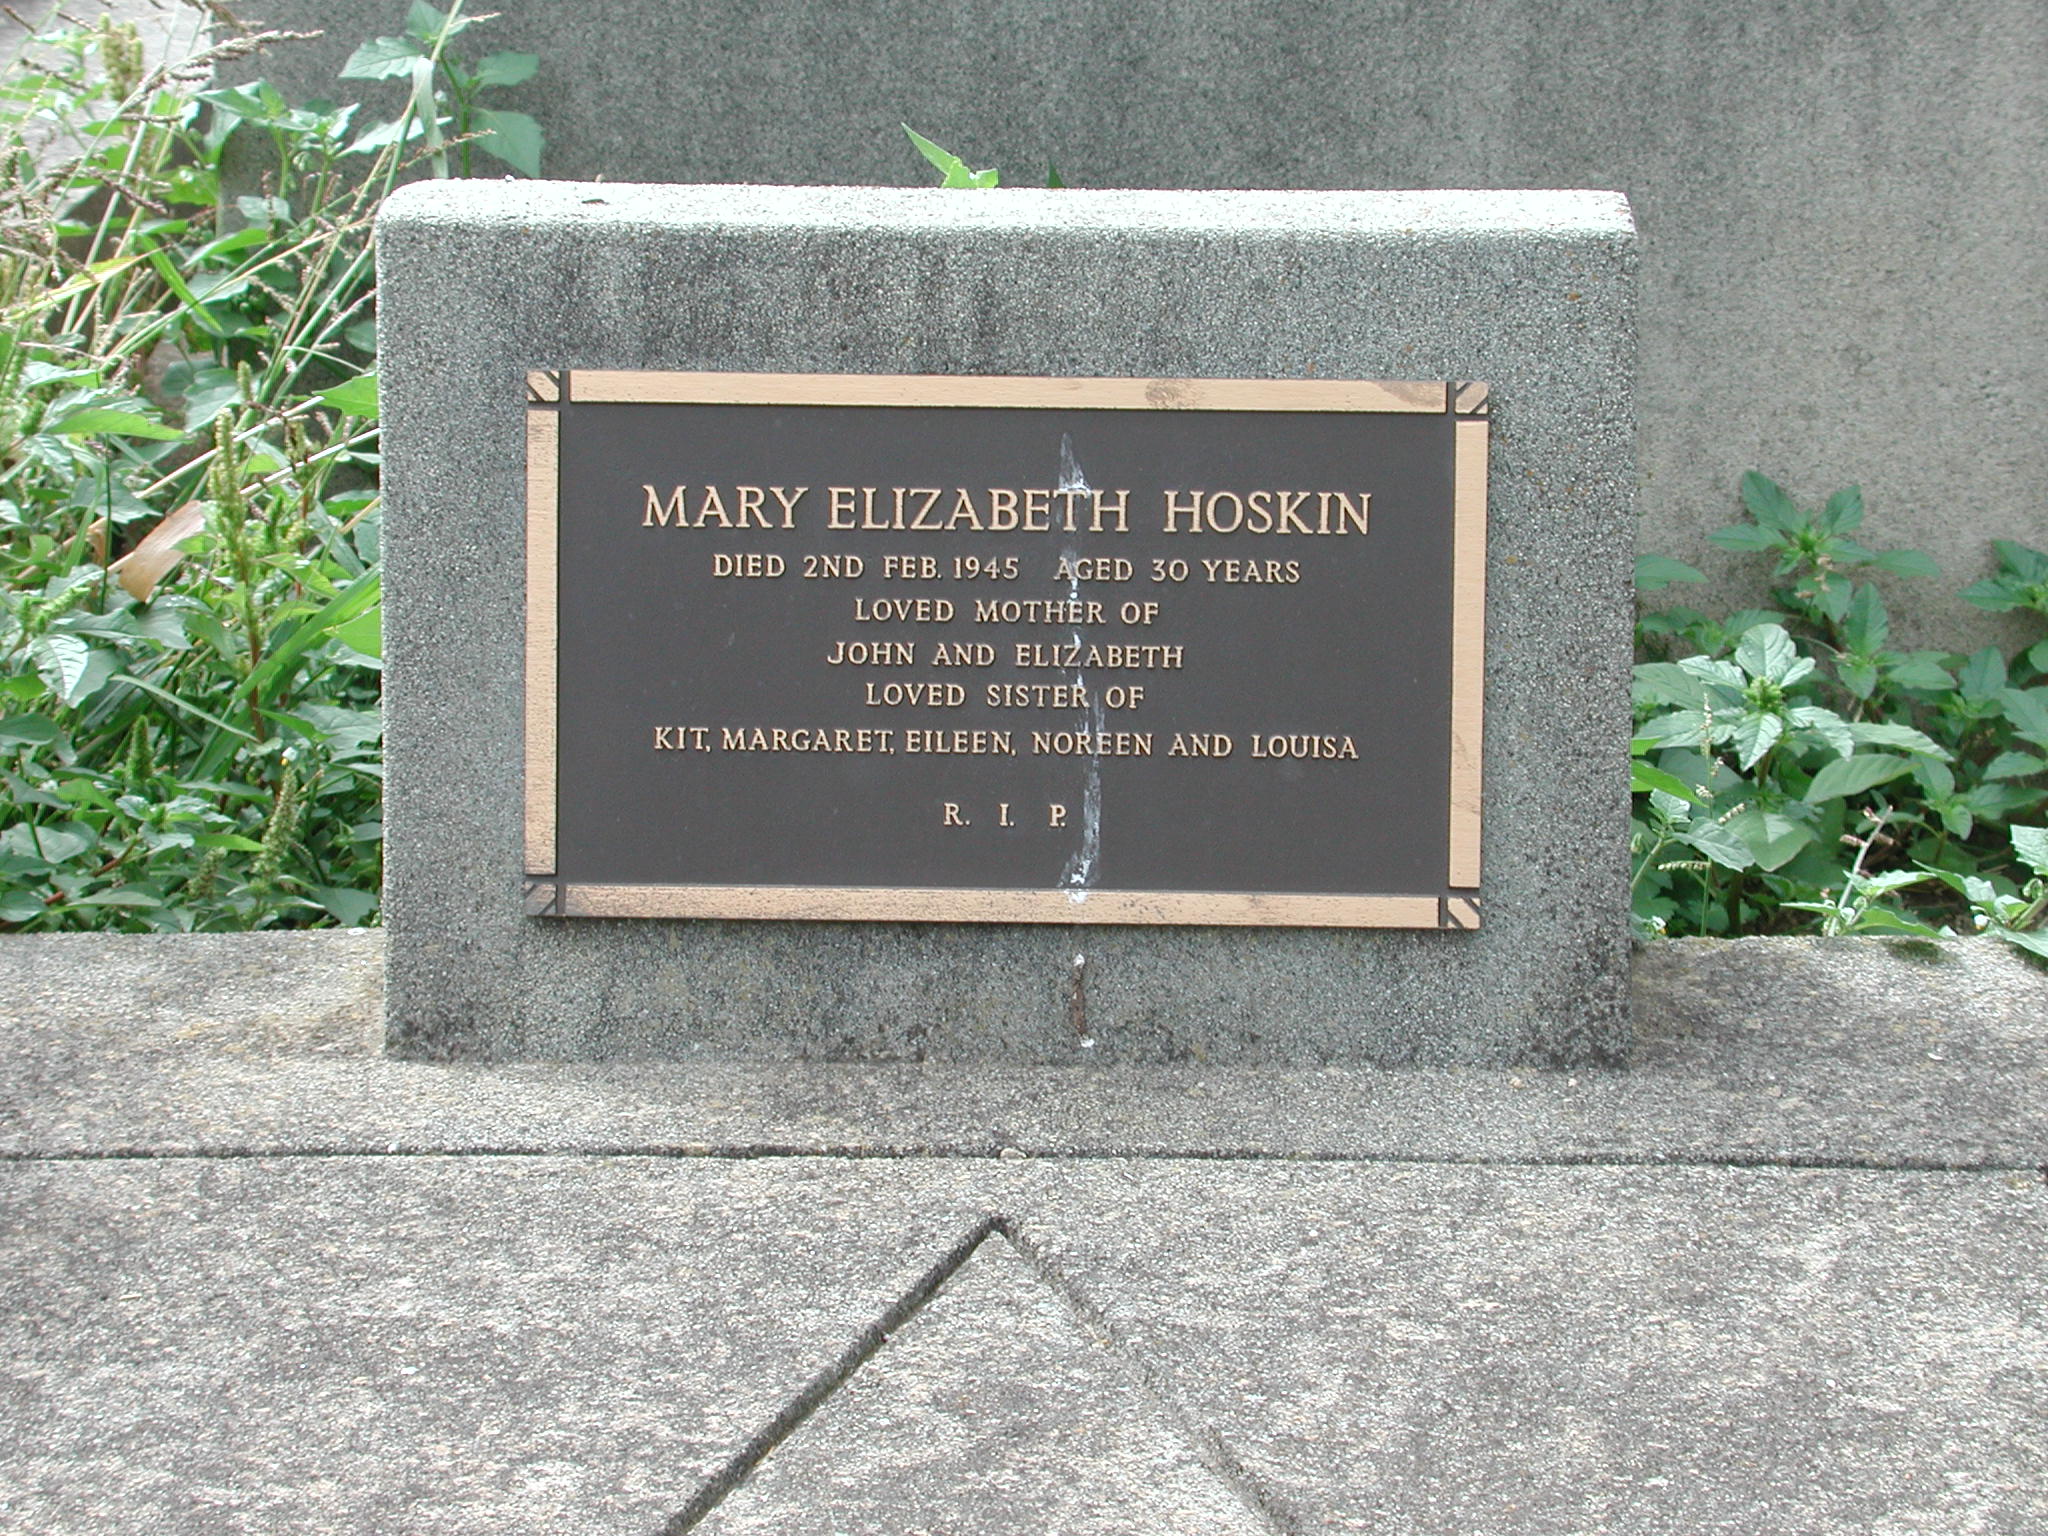 MARY ELIZABETH HOSKIN
DIED 2ND FEB. 1945 AGED 30 YEARS
LOVED MOTHER OF
JOHN AND ELIZABETH
LOVED SISTER OF
KIT, MARGARET, EILEEN, NOREEN AND LOUISA
R. I. P.